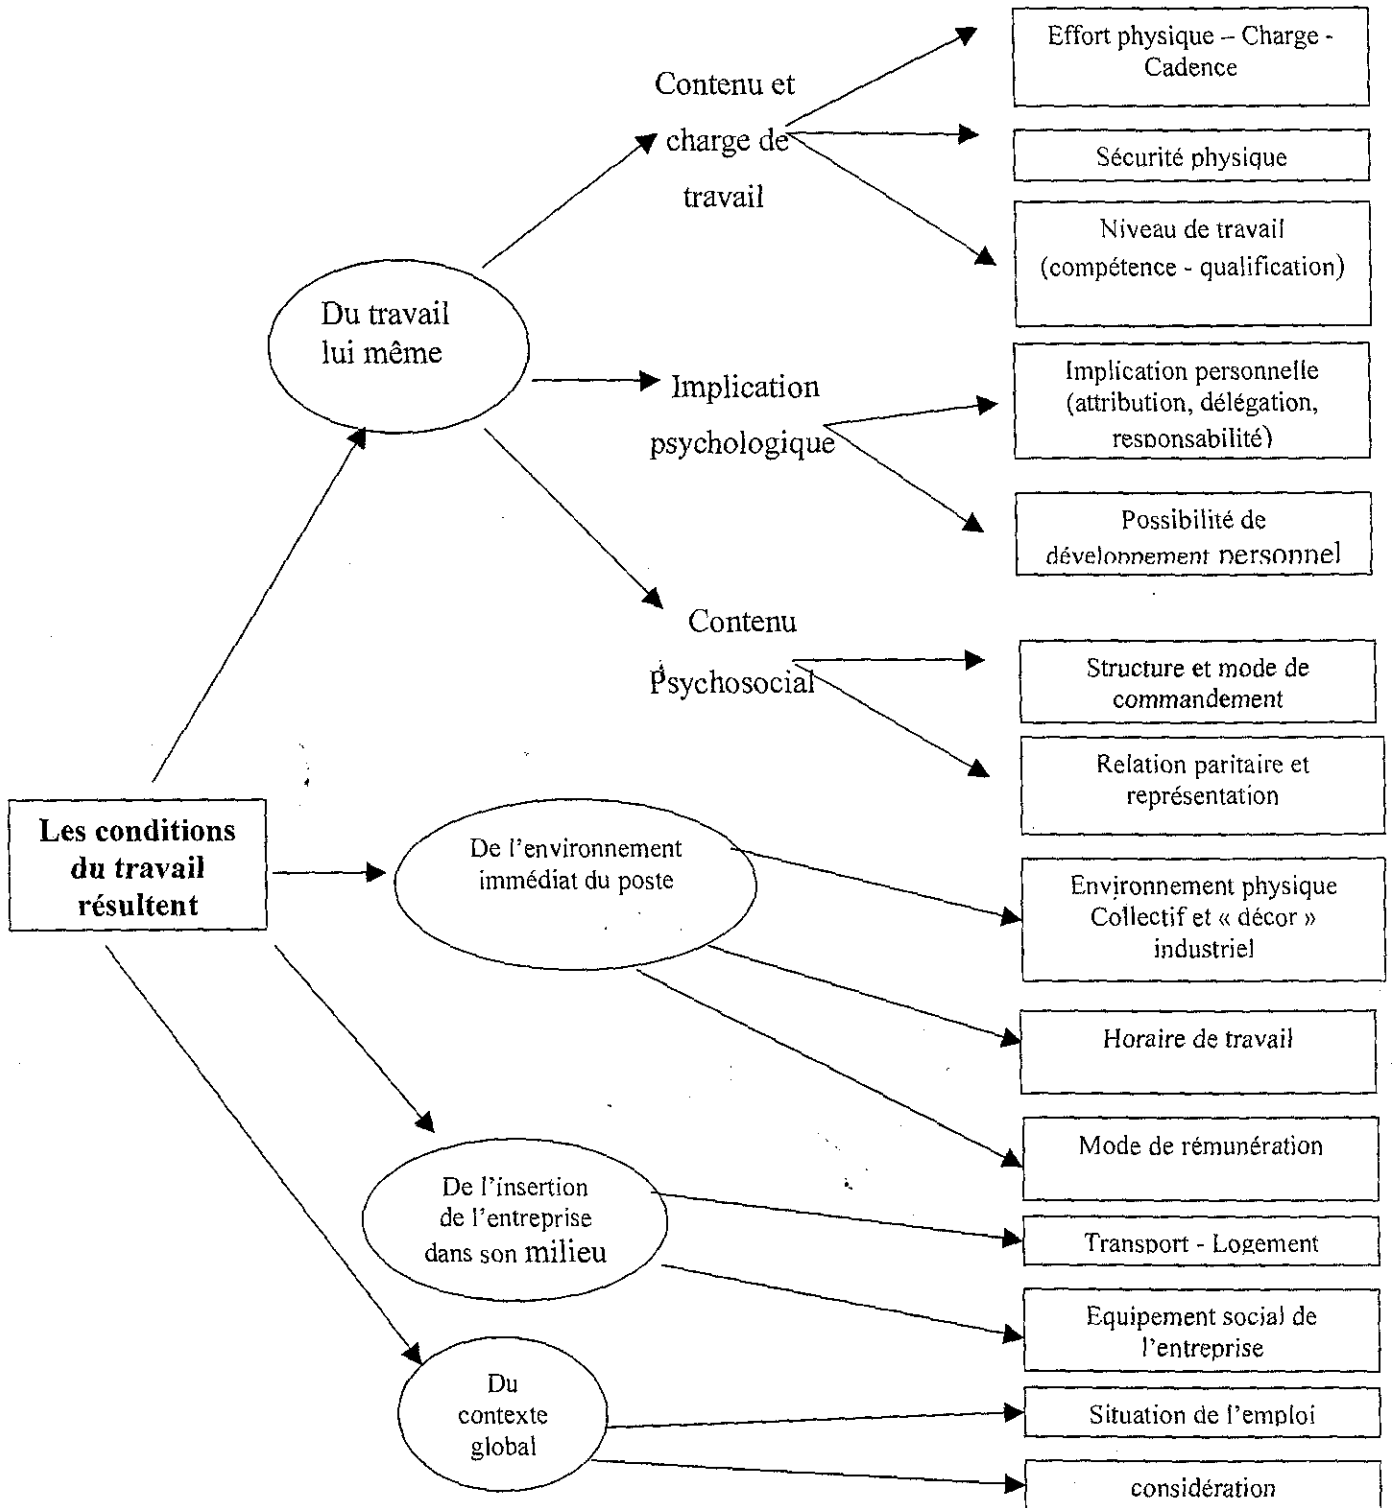 Effort physique – Charge -
Cadence
Contenu et
charge de
travail
Sécurité physique
Niveau de travail
(compétence - qualification)
Du travail
lui même
Implication personnelle
(attribution, délégation,
responsabilité)
Implication
psychologique
Possibilité de
développement personnel
Contenu
Psychosocial
Structure et mode de
commandement
Relation paritaire et
représentation
Les conditions
du travail
résultent
De l'environnement
immédiat du poste
Environnement physique
Collectif et « décor »
industriel
Horaire de travail
Mode de rémunération
De l'insertion
de l'entreprise
dans son milieu
Transport - Logement
Equipement social de
l'entreprise
Du
contexte
global
Situation de l'emploi
considération